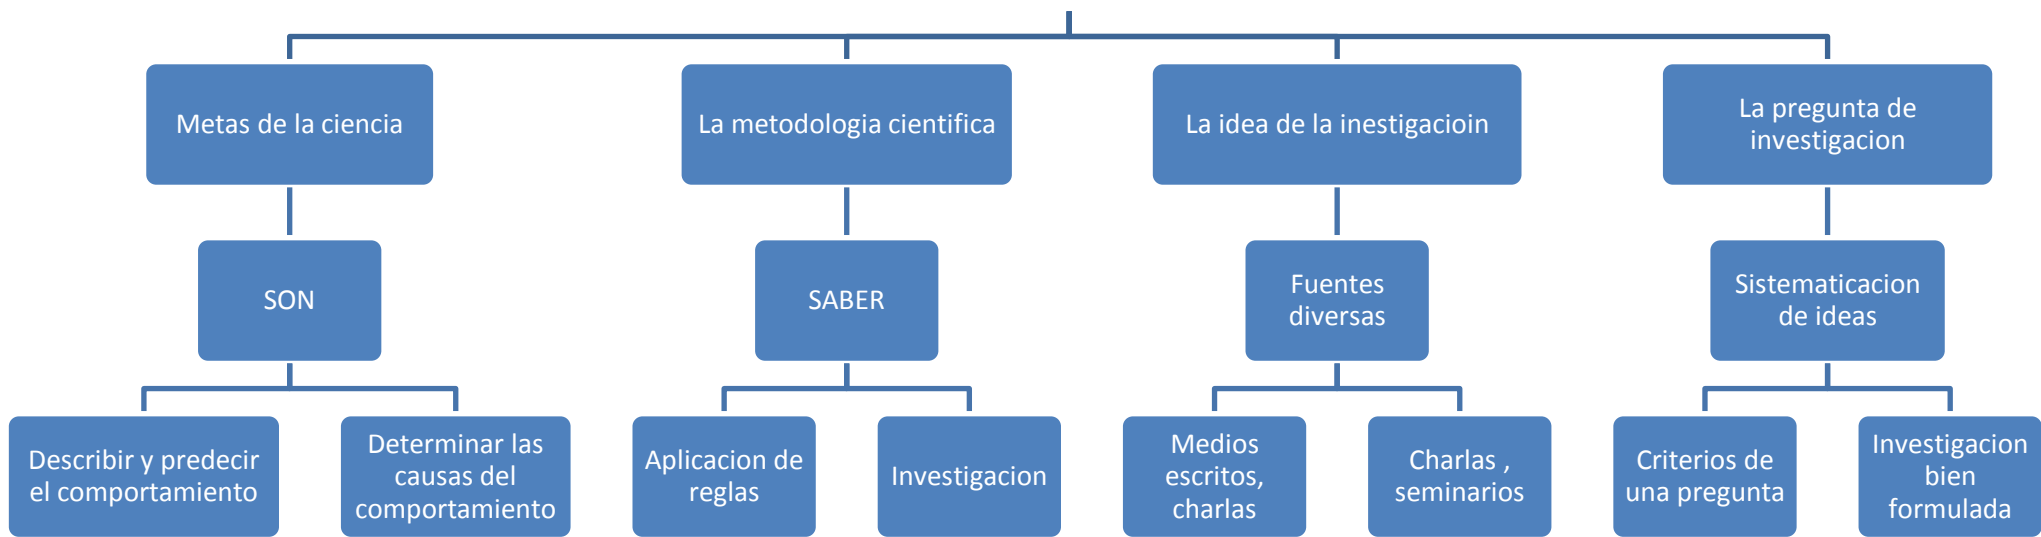 Metas de la ciencia
La metodologia cientifica
La idea de la inestigacioin
La pregunta de
investigacion
SON
SABER
Fuentes
diversas
Sistematicacion
de ideas
Describir y predecir
el comportamiento
Determinar las
causas del
comportamiento
Aplicacion de
reglas
Investigacion
Medios
escritos,
charlas
Charlas ,
seminarios
Criterios de
una pregunta
Investigacion
bien
formulada